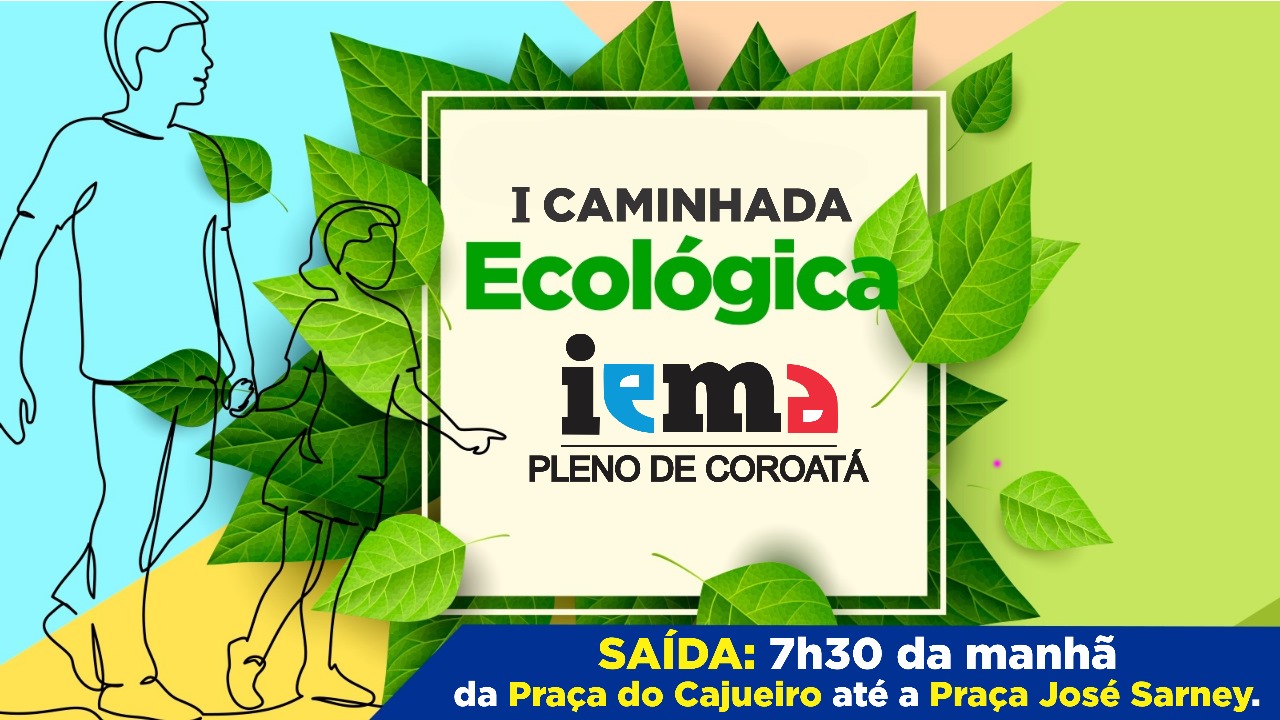 I CAMINHADA
Ecológica
iema
PLENO DE COROATÁ
SAÍDA: 7h30 da manhã
da Praça do Cajueiro até a Praça José Sarney.